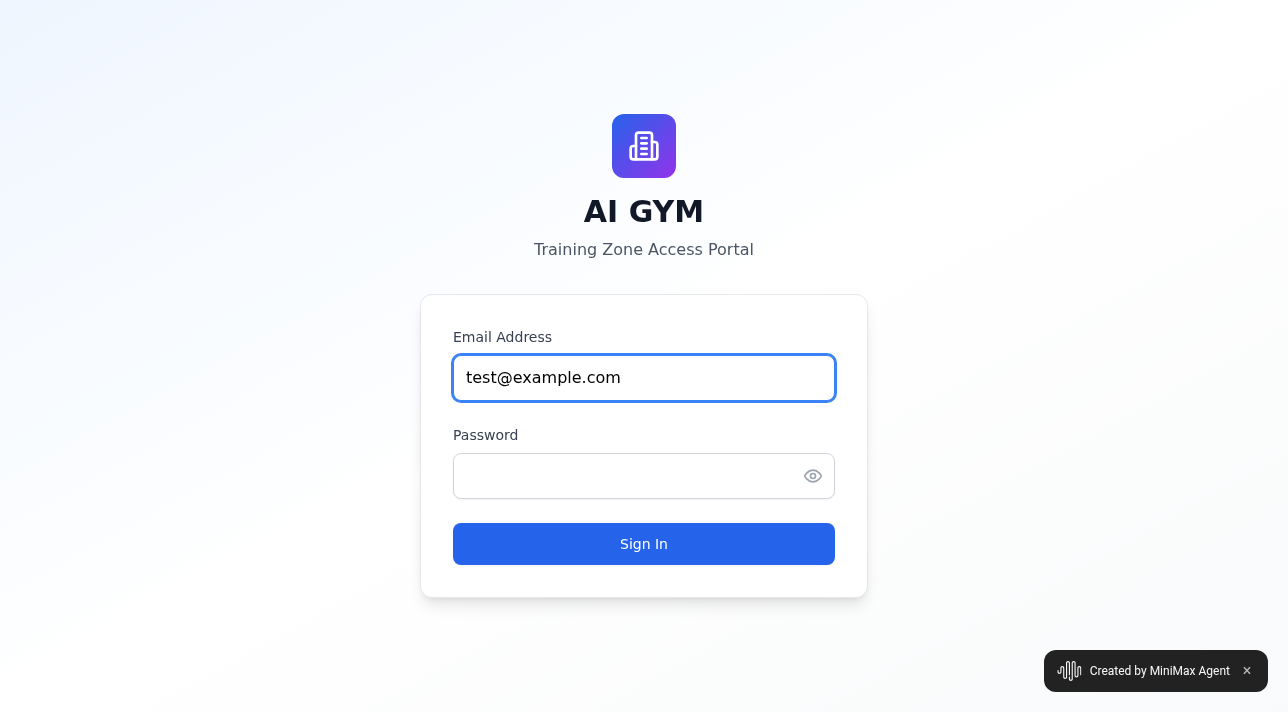 AI GYM
Training Zone Access Portal
Email Address
test@example.com
Password
Sign In
Created by MiniMax Agent ×